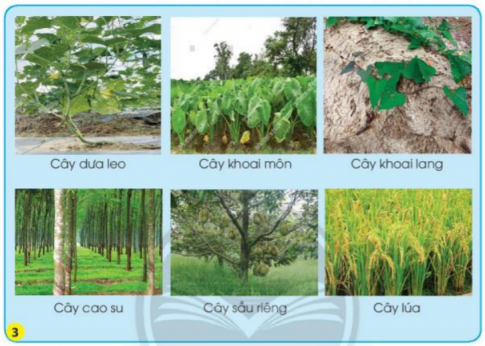 Cây dưa leo
Cây khoai môn
Cây khoai lang
Cây cao su
Cây sầu riêng
Cây lúa
3